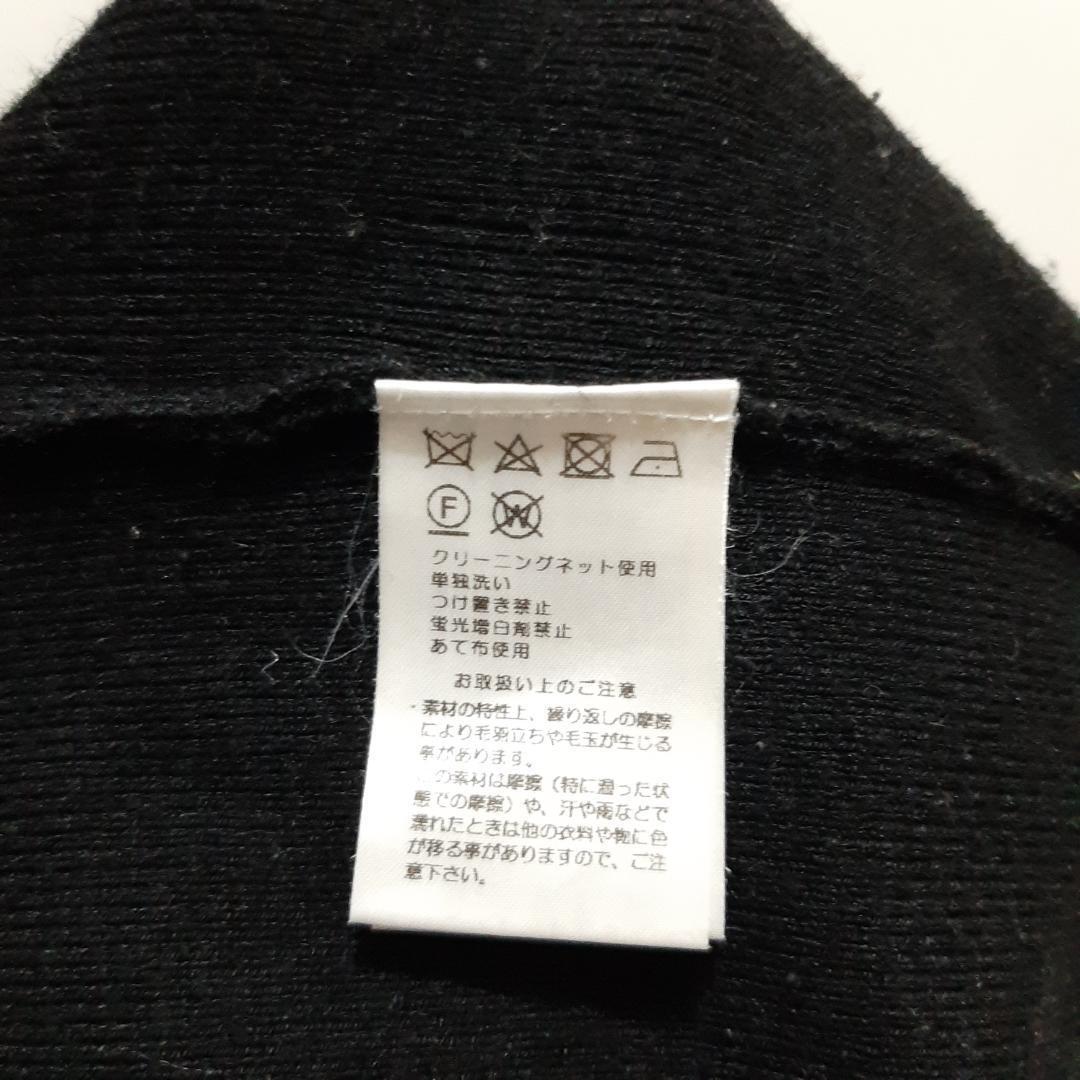 F W
クリーニングネット使用
単独洗い
つけ置き禁止
蛍光増白剤禁止
あて布使用
お取扱い上のご注意
・素材の特性上、繰り返しの摩擦
により毛羽立ちや毛玉が生じる
事があります。
この素材は摩擦（特に湿った状
態での摩擦）や、汗や雨などで
濡れたときは他の衣料や物に色
が移る事がありますので、ご注
意下さい。